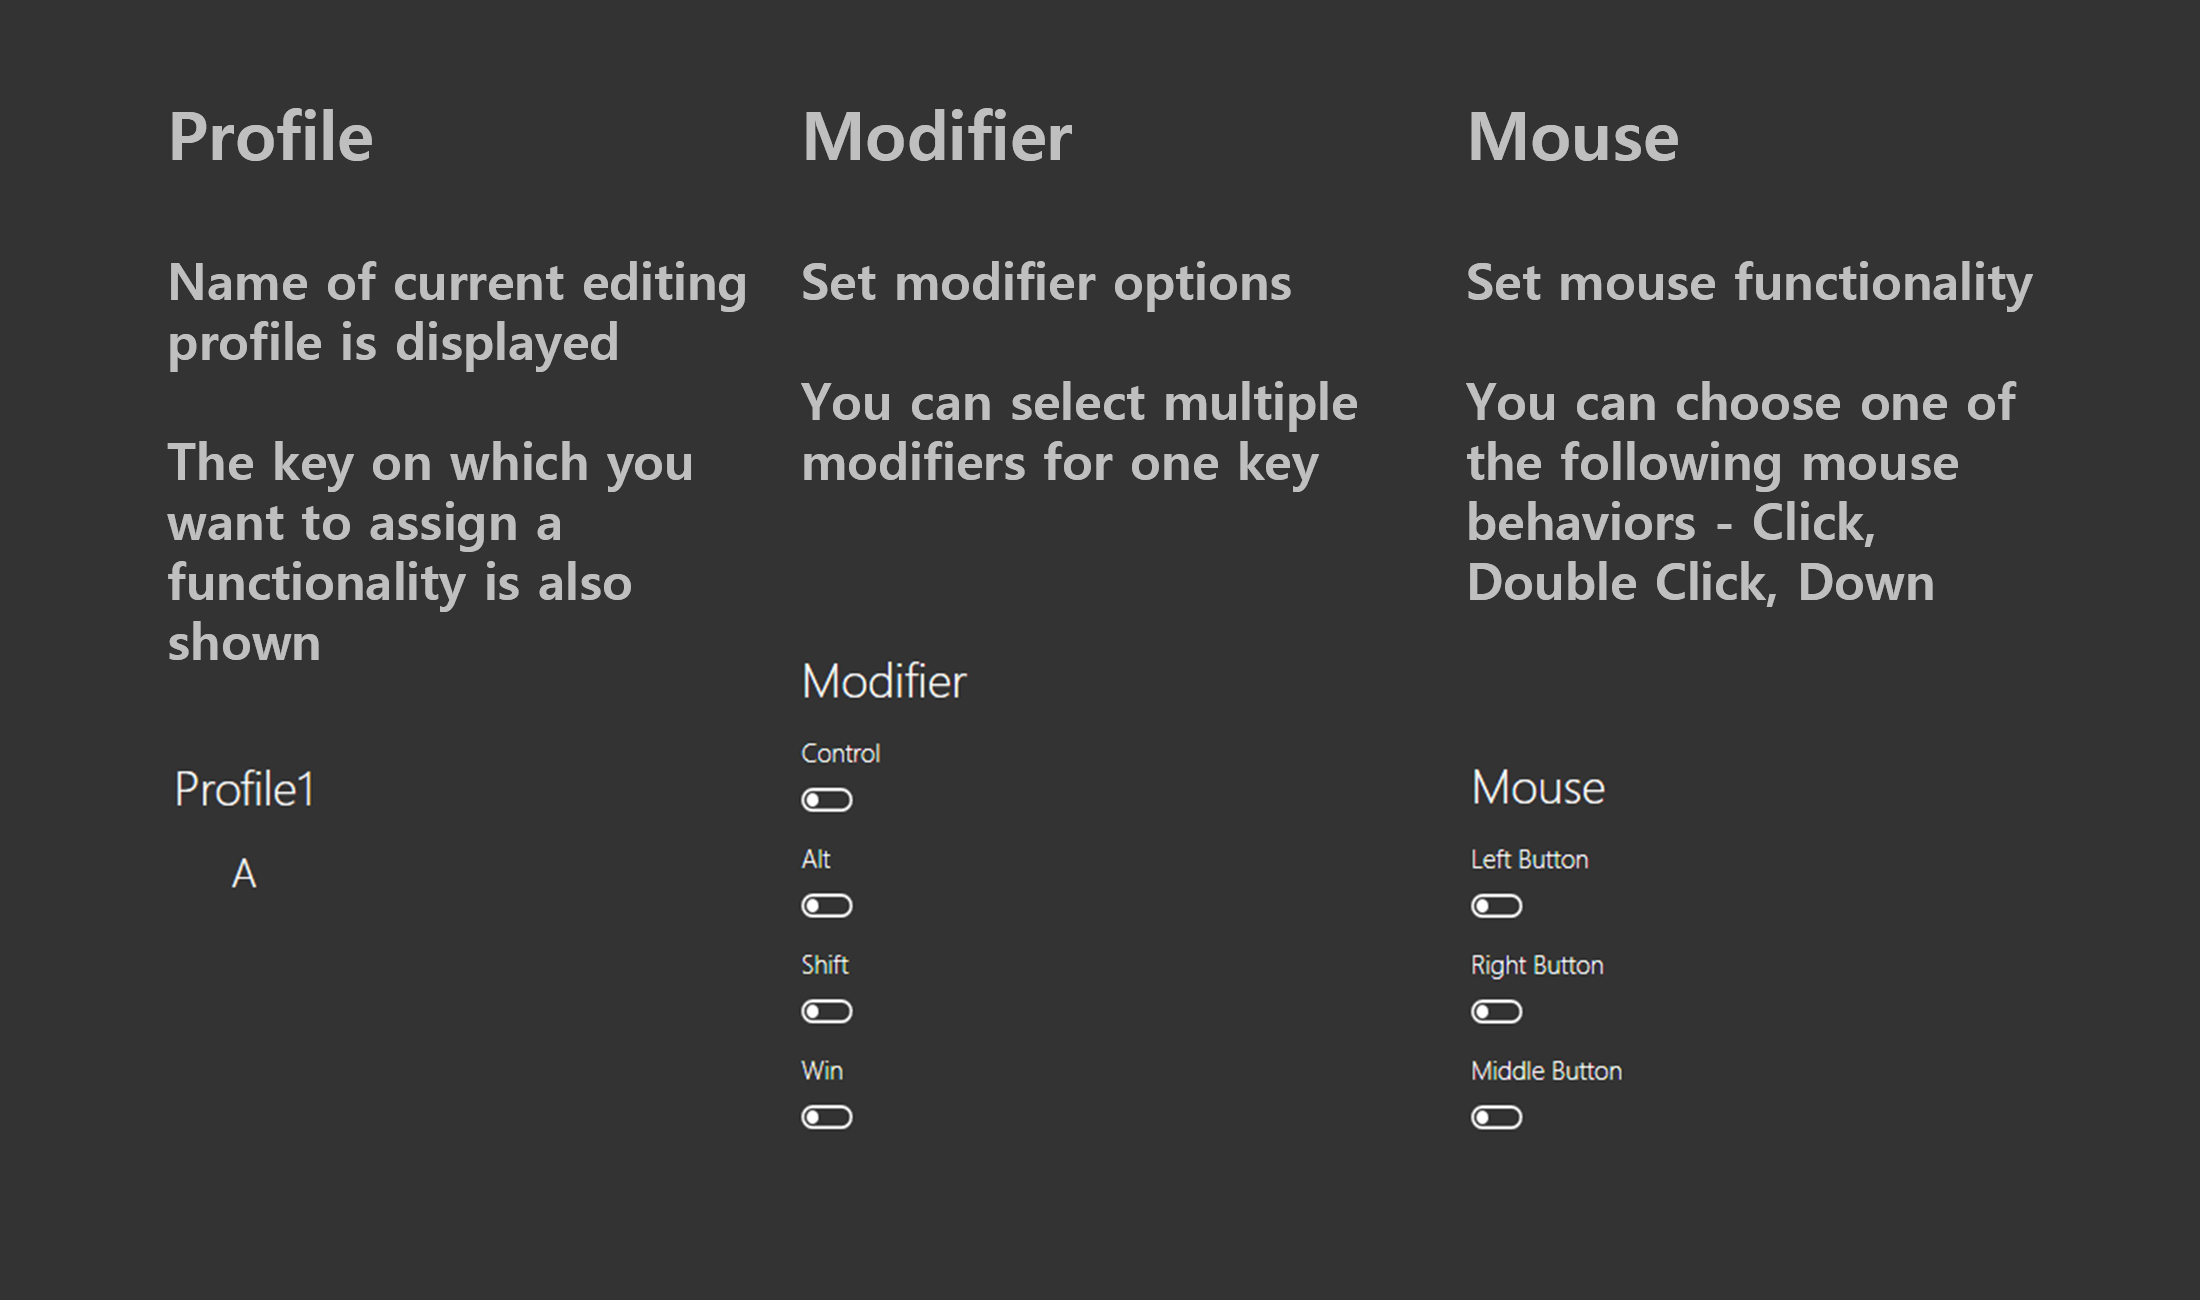 Profile
Name of current editing
profile is displayed
The key on which you
want to assign a
functionality is also
shown
Profile1
A
Modifier
Set modifier options
You can select multiple
modifiers for one key
Modifier
Control
Alt
Shift
Win
Mouse
Set mouse functionality
You can choose one of
the following mouse
behaviors - Click,
Double Click, Down
Mouse
Left Button
Right Button
Middle Button